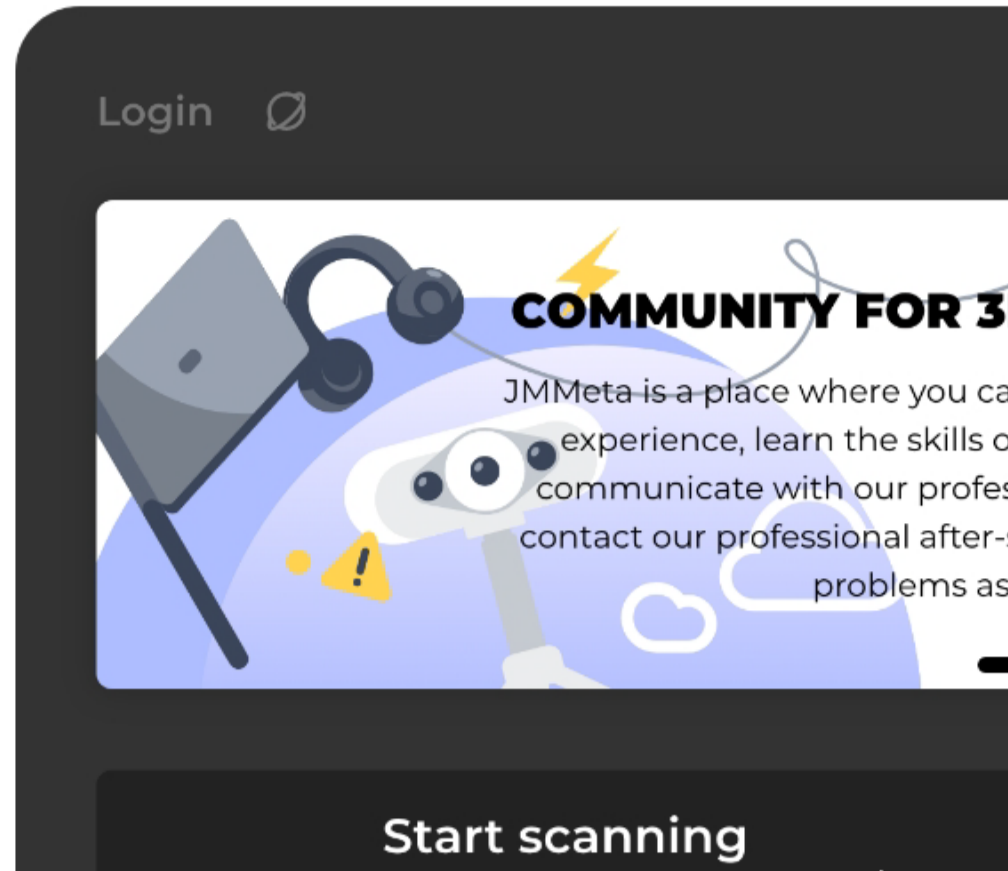 Login
COMMUNITY FOR 3
JMMeta is a place where you ca
experience, learn the skills o
communicate with our profes
contact our professional after-s
problems as
Start scanning